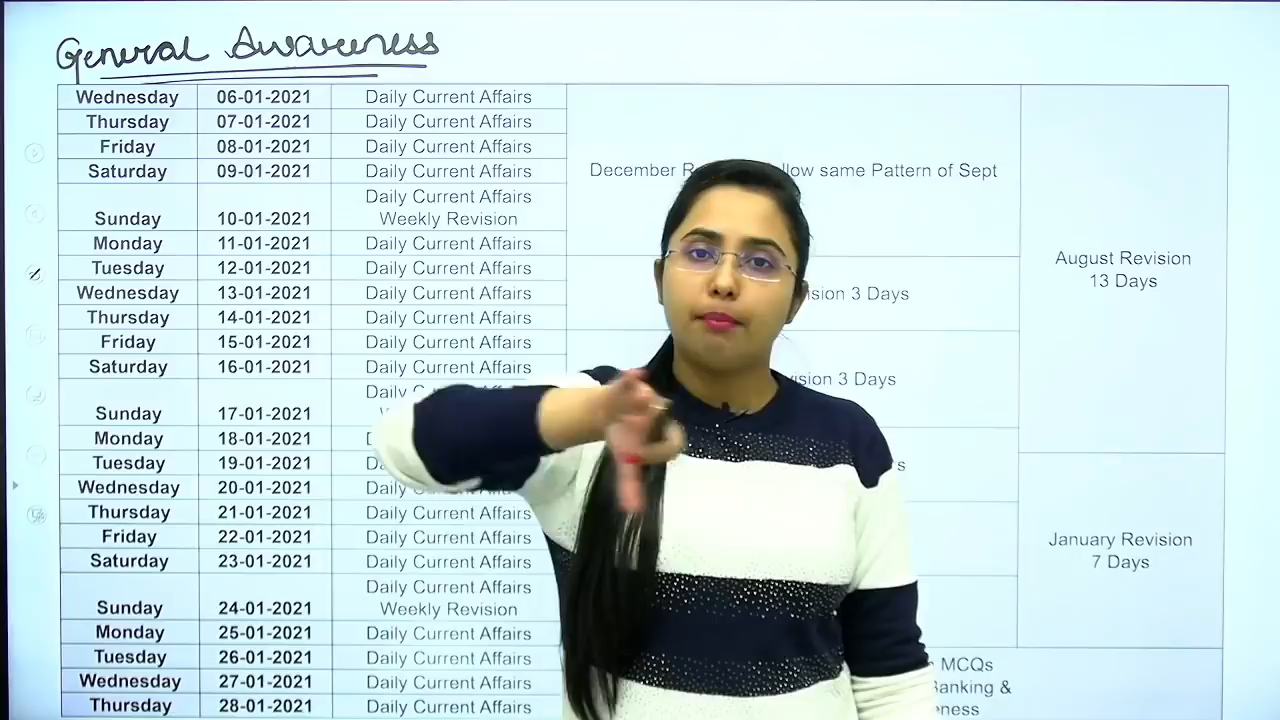 General Awareness
Wednesday 06-01-2021 Daily Current Affairs
Thursday 07-01-2021 Daily Current Affairs
Friday 08-01-2021 Daily Current Affairs
Saturday 09-01-2021 Daily Current Affairs
December llow same Pattern of Sept
Daily Current Affairs
Sunday 10-01-2021 Weekly Revision
Monday 11-01-2021 Daily Current Affairs
Tuesday 12-01-2021 Daily Current Affairs
August Revision
13 Days
Wednesday 13-01-2021 Daily Current Affairs
ision 3 Days
Thursday 14-01-2021 Daily Current Affairs
Friday 15-01-2021 Daily Current Affairs
Saturday 16-01-2021 Daily Current Affairs
vision 3 Days
Daily
Sunday 17-01-2021
Monday 18-01-2021
Tuesday 19-01-2021
Wednesday 20-01-2021 Daily Current
Thursday 21-01-2021 Daily Current Affairs
Friday 22-01-2021 Daily Current Affairs
January Revision
7 Days
Saturday 23-01-2021 Daily Current Affairs
Daily Current Affairs
Sunday 24-01-2021 Weekly Revision
Monday 25-01-2021 Daily Current Affairs
Tuesday 26-01-2021 Daily Current Affairs
MCQs
Wednesday 27-01-2021 Daily Current Affairs
Banking &
Thursday 28-01-2021 Daily Current Affairs
eness